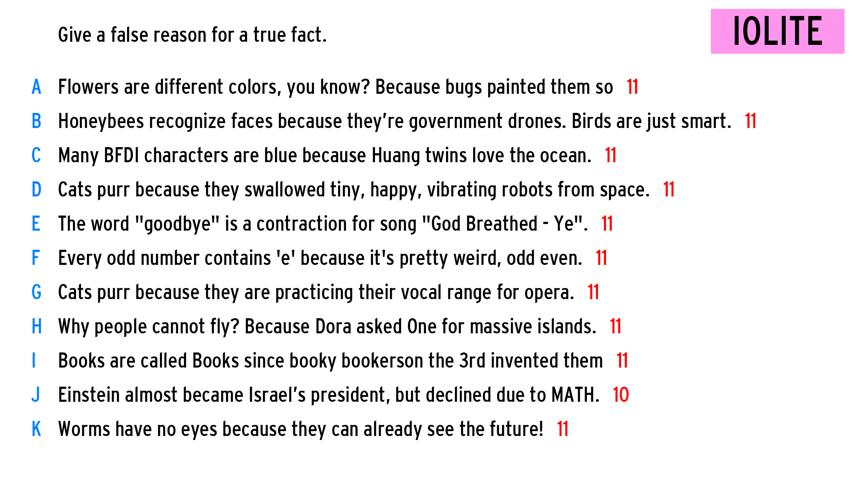 Give a false reason for a true fact.
IOLITE
A Flowers are different colors, you know? Because bugs painted them so 11
B Honeybees recognize faces because they’re government drones. Birds are just smart. 11
C Many BFDI characters are blue because Huang twins love the ocean. 11
D Cats purr because they swallowed tiny, happy, vibrating robots from space. 11
E The word "goodbye" is a contraction for song "God Breathed - Ye". 11
F Every odd number contains 'e' because it's pretty weird, odd even. 11
G Cats purr because they are practicing their vocal range for opera. 11
H Why people cannot fly? Because Dora asked One for massive islands. 11
I Books are called Books since booky bookerson the 3rd invented them 11
J Einstein almost became Israel’s president, but declined due to MATH. 10
K Worms have no eyes because they can already see the future! 11